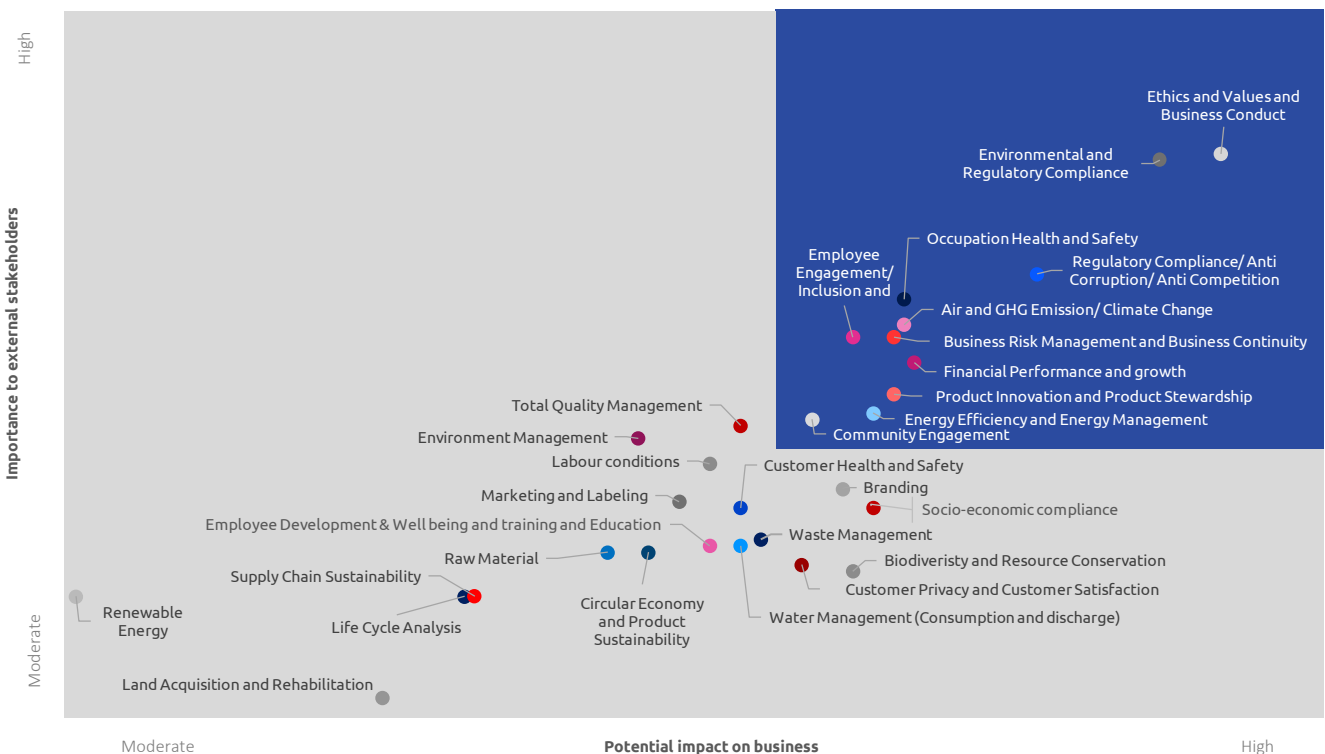 High
Ethics and Values and
Business Conduct
Environmental and
Regulatory Compliance
Occupation Health and Safety
Employee
Engagement/
Inclusion and
Regulatory Compliance/ Anti
Corruption/ Anti Competition
Air and GHG Emission/ Climate Change
Business Risk Management and Business Continuity
Financial Performance and growth
Product Innovation and Product Stewardship
Energy Efficiency and Energy Management
Community Engagement
Importance to external stakeholders
Total Quality Management
Environment Management
Labour conditions
Customer Health and Safety
Marketing and Labeling
Branding
Socio-economic compliance
Employee Development & Well being and training and Education
Waste Management
Raw Material
Biodiveristy and Resource Conservation
Supply Chain Sustainability
Customer Privacy and Customer Satisfaction
Circular Economy
and Product
Sustainability
Renewable
Energy
Life Cycle Analysis
Water Management (Consumption and discharge)
Moderate
Land Acquisition and Rehabilitation
Moderate
Potential impact on business
High